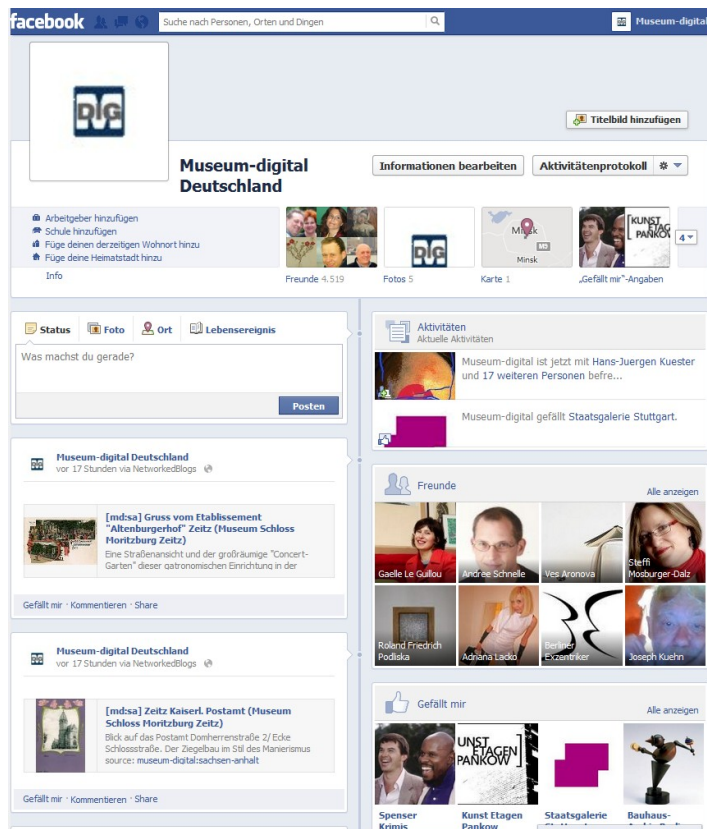 facebook
Suche nach Personen, Orten und Dingen
Museum-digital
DIG
Titelbild hinzufügen
Museum-digital
Deutschland
Informationen bearbeiten
Aktivitätenprotokoll
Arbeitgeber hinzufügen
Schule hinzufügen
Füge deinen derzeitigen Wohnort hinzu
Füge deine Heimatstadt hinzu
Info
DIG
Minsk
M5
Minsk
KUNST
ETAG
PANKOW
4
Freunde 4.519
Fotos 5
Karte 1
„Gefällt mir“-Angaben
Status
Foto
Ort
Lebensereignis
Was machst du gerade?
Posten
Museum-digital Deutschland
vor 17 Stunden via NetworkedBlogs
[md:sa] Gruss vom Etablissement
"Altenburgerhof" Zeitz (Museum Schloss
Moritzburg Zeitz)
Eine Straßenansicht und der großräumige "Concert-
Garten" dieser gatronomischen Einrichtung in der
Gefällt mir · Kommentieren · Share
Museum-digital Deutschland
vor 17 Stunden via NetworkedBlogs
[md:sa] Zeitz Kaiserl. Postamt (Museum
Schloss Moritzburg Zeitz)
Blick auf das Postamt Domherrenstraße 2/ Ecke
Schlossstraße. Der Ziegelbau im Stil des Manierismus
source: museum-digital:sachsen-anhalt
Gefällt mir · Kommentieren · Share
Aktivitäten
Aktuelle Aktivitäten
Museum-digital ist jetzt mit Hans-Juergen Kuester
und 17 weiteren Personen befre...
Museum-digital gefällt Staatsgalerie Stuttgart.
Freunde
Alle anzeigen
Gaelle Le Guillou
Andree Schnelle
Ves Aronova
Steffi
Mosburger-Dalz
Roland Friedrich
Podliska
Adriana Lacko
Berliner
Exzentriker
Joseph Kuehn
Gefällt mir
Alle anzeigen
UNST
ETAGEN
PANKOW
Spenser
Krimis
Kunst Etagen
Pankow
Staatsgalerie
Bauhaus-